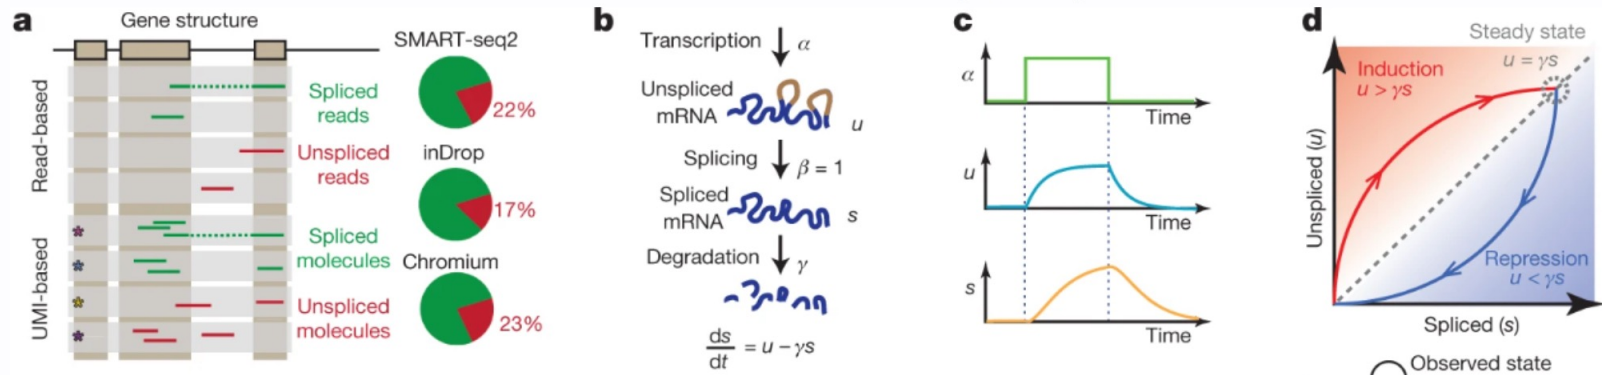 a
Gene structure
Read-based
UMI-based
Spliced
reads
Unspliced
reads
Spliced
molecules
Unspliced
molecules
*
*
*
*
SMART-seq2
22%
inDrop
17%
Chromium
23%
b
Transcription
α
Unspliced
mRNA
u
Splicing
β = 1
Spliced
mRNA
s
Degradation
γ
ds/dt = u − γs
c
α
Time
u
Time
s
Time
d
Steady state
u = γs
Induction
u > γs
Unspliced (u)
Repression
u < γs
Spliced (s)
Observed state